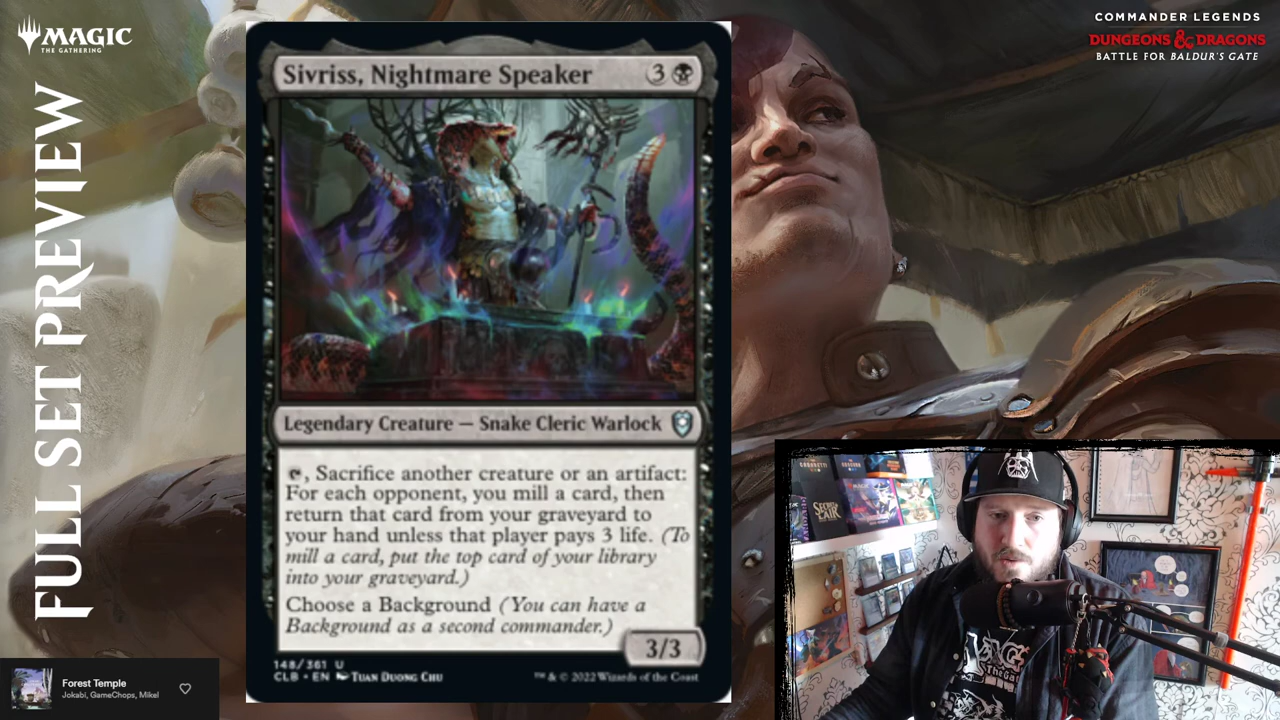 MAGIC
THE GATHERING
FULL SET PREVIEW
COMMANDER LEGENDS
DUNGEONS & DRAGONS
BATTLE FOR BALDUR'S GATE
Sivriss, Nightmare Speaker 3
Legendary Creature — Snake Cleric Warlock
, Sacrifice another creature or an artifact:
For each opponent, you mill a card, then
return that card from your graveyard to
your hand unless that player pays 3 life. (To
mill a card, put the top card of your library
into your graveyard.)
Choose a Background (You can have a
Background as a second commander.)
3/3
148/361 U
CLB • EN Tuan Duong Chu
™ & © 2022 Wizards of the Coast
Forest Temple
Jokabi, GameChops, Mikel
SECRET
LAIR